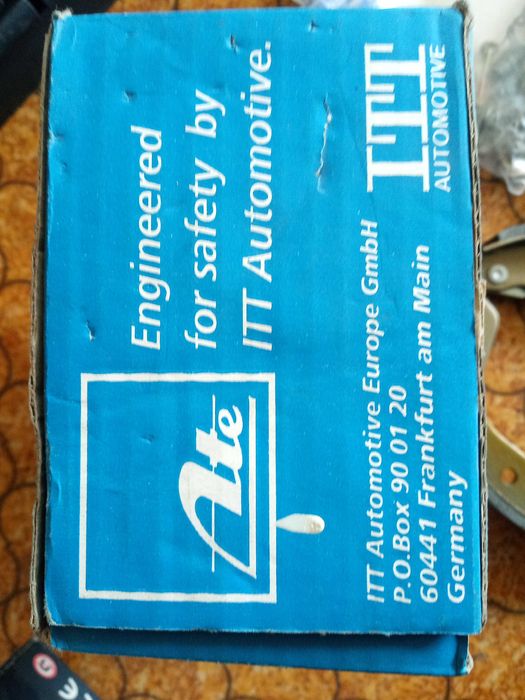 Ate
Engineered
for safety by
ITT Automotive.
ITT Automotive Europe GmbH
P.O.Box 90 01 20
60441 Frankfurt am Main
Germany
ITT
AUTOMOTIVE